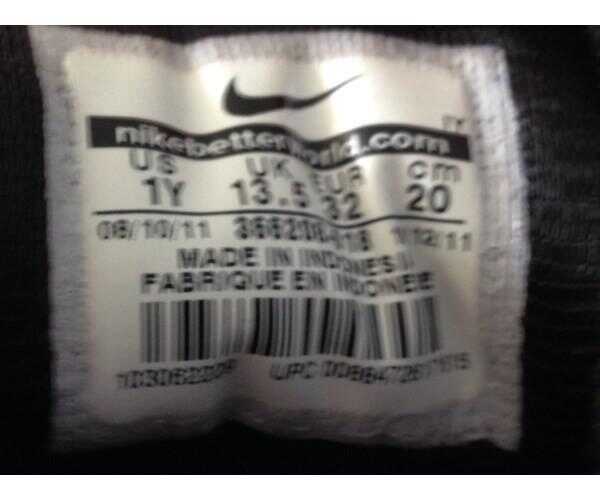 nikebetterworld.com
US UK EUR cm
1Y 13.5 32 20
08/10/11
MADE IN INDONESIA
FABRIQUE EN INDONESIE
UPC